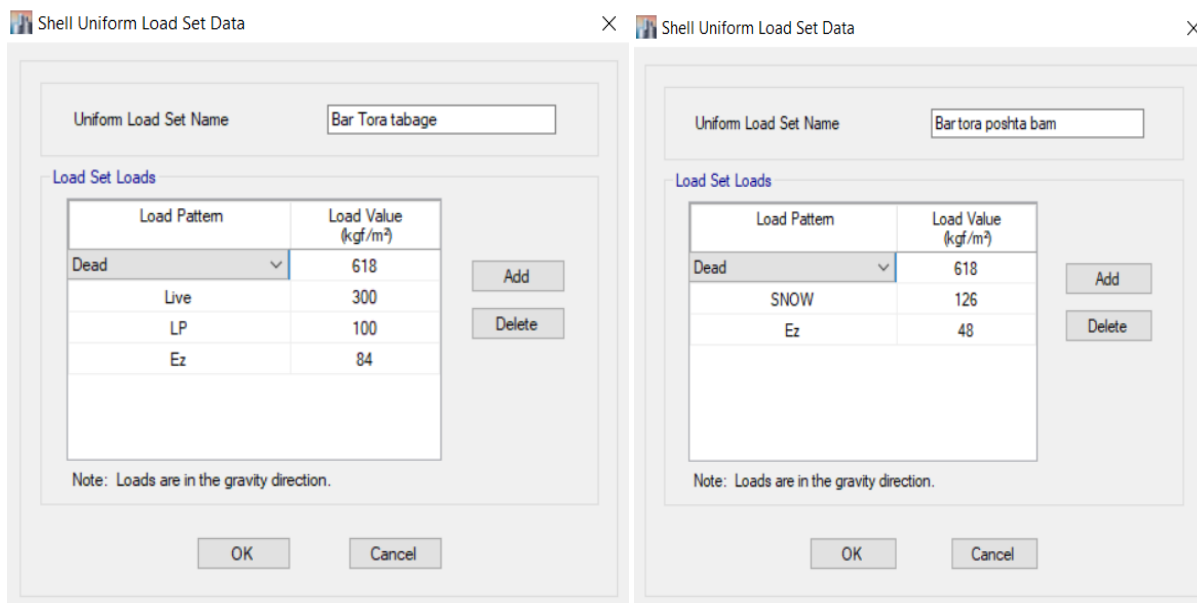 Shell Uniform Load Set Data
Uniform Load Set Name Bar Tora tabage
Load Set Loads
Load Pattern Load Value (kgf/m²)
Dead 618
Live 300
LP 100
Ez 84
Add
Delete
Note: Loads are in the gravity direction.
OK Cancel
Shell Uniform Load Set Data
Uniform Load Set Name Bar tora poshta bam
Load Set Loads
Load Pattern Load Value (kgf/m²)
Dead 618
SNOW 126
Ez 48
Add
Delete
Note: Loads are in the gravity direction.
OK Cancel